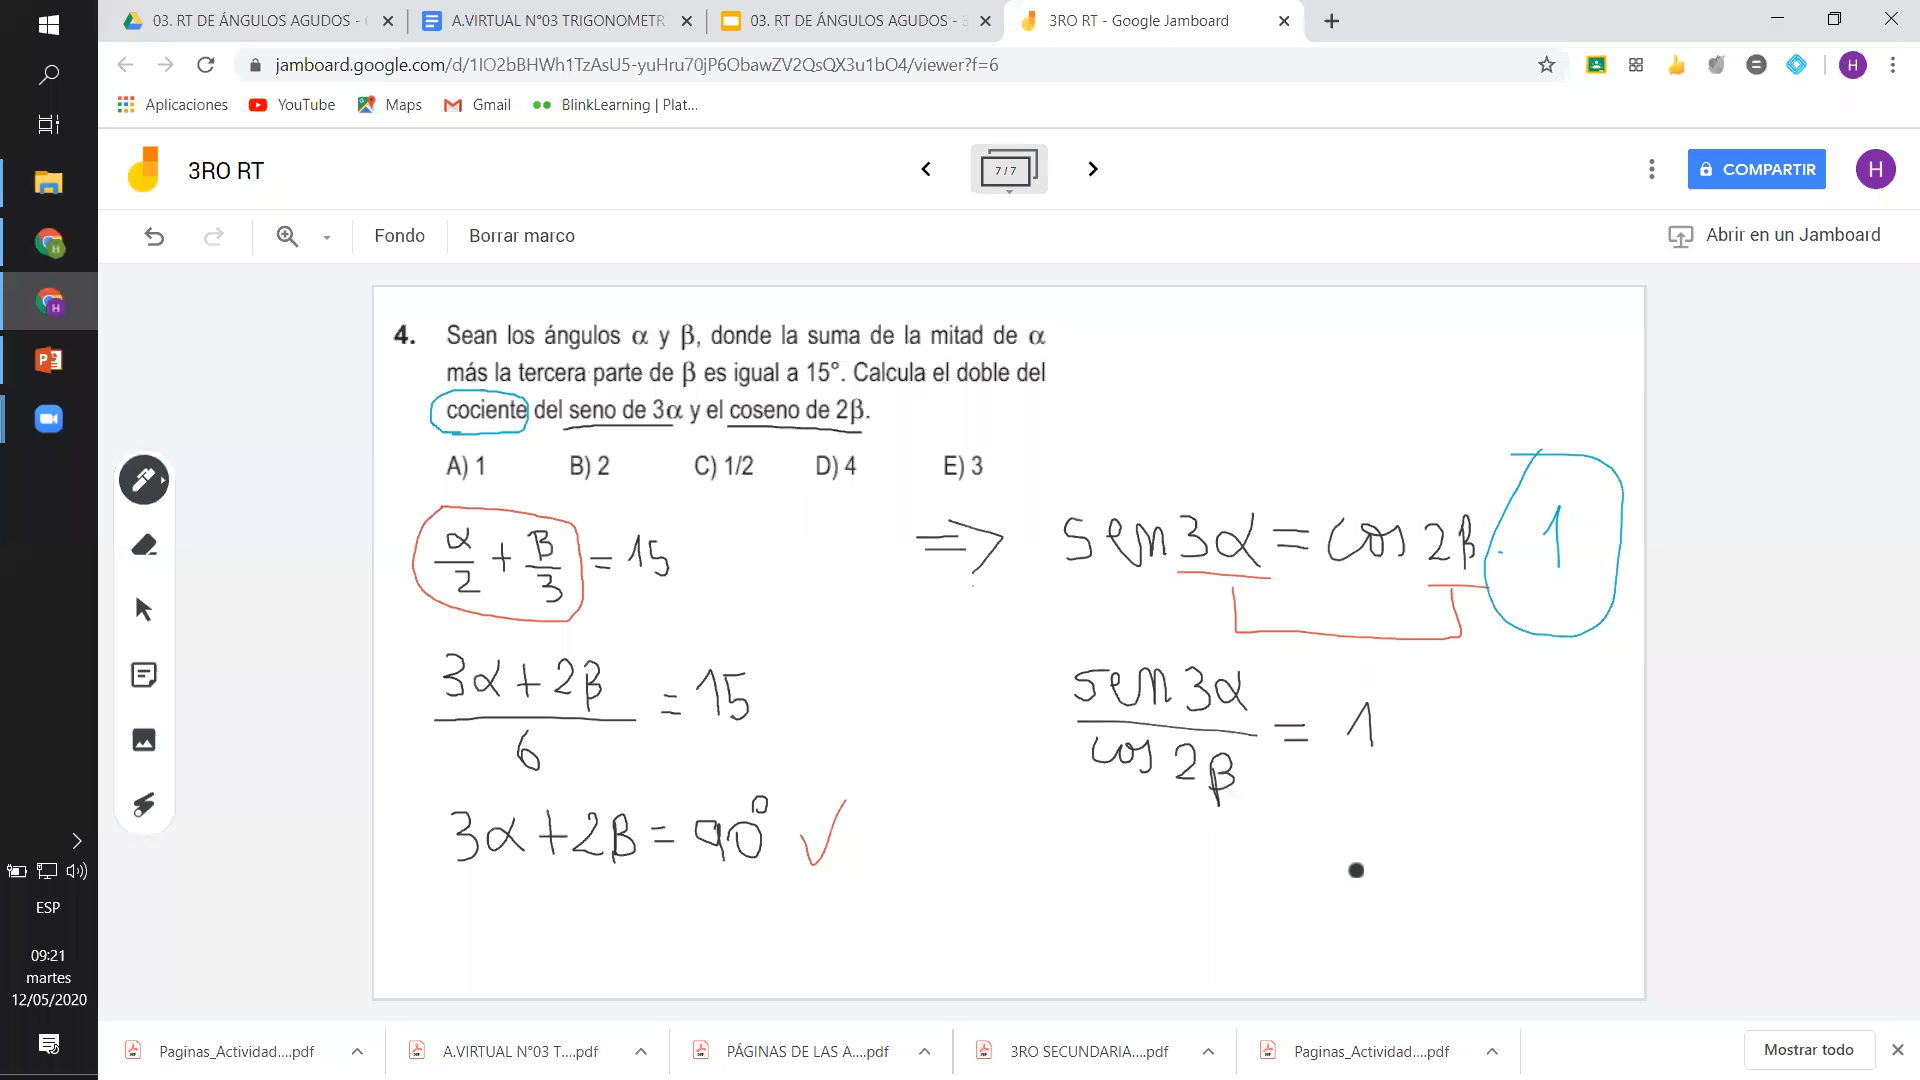 03. RT DE ÁNGULOS AGUDOS -
A.VIRTUAL N°03 TRIGONOMETR
03. RT DE ÁNGULOS AGUDOS -
3RO RT - Google Jamboard
jamboard.google.com/d/1IO2bBHWh1TzAsU5-yuHru70jP6ObawZV2QsQX3u1bO4/viewer?f=6
H
Aplicaciones YouTube Maps Gmail BlinkLearning | Plat...
3RO RT
7 / 7
COMPARTIR
H
Fondo Borrar marco
Abrir en un Jamboard
4. Sean los ángulos α y β, donde la suma de la mitad de α
más la tercera parte de β es igual a 15°. Calcula el doble del
cociente del seno de 3α y el coseno de 2β.
A) 1 B) 2 C) 1/2 D) 4 E) 3
α/2 + β/3 = 15 ⇒ sen 3α = cos 2β . 1
(3α + 2β)/6 = 15
sen 3α / cos 2β = 1
3α + 2β = 90° ✓
ESP
09:21
martes
12/05/2020
Paginas_Actividad....pdf
A.VIRTUAL N°03 T....pdf
PÁGINAS DE LAS A....pdf
3RO SECUNDARIA....pdf
Paginas_Actividad....pdf
Mostrar todo